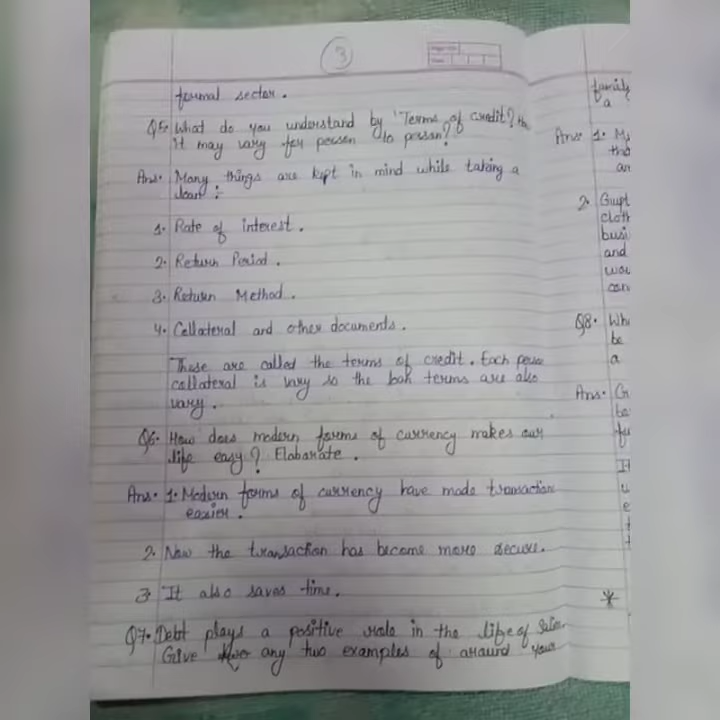 3
formal sector.
Q5. What do you understand by 'Terms of credit?
it may vary for person to person?
Ans. Many things are kept in mind while taking a
loan :
1. Rate of interest.
2. Return Period.
3. Return Method.
4. Collateral and other documents.
These are called the terms of credit. Each
collateral is vary so the terms are also
vary.
Q6. How does modern forms of currency makes our
life easy? Elabarate.
Ans. 1. Modern forms of currency have made transaction
easier.
2. Now the transaction has become more secure.
3. It also saves time.
Q7. Debt plays a positive role in the life of
Give any two examples of around your
family
a
Ans. 1.
2.
and
Q8.
be
a
Ans.